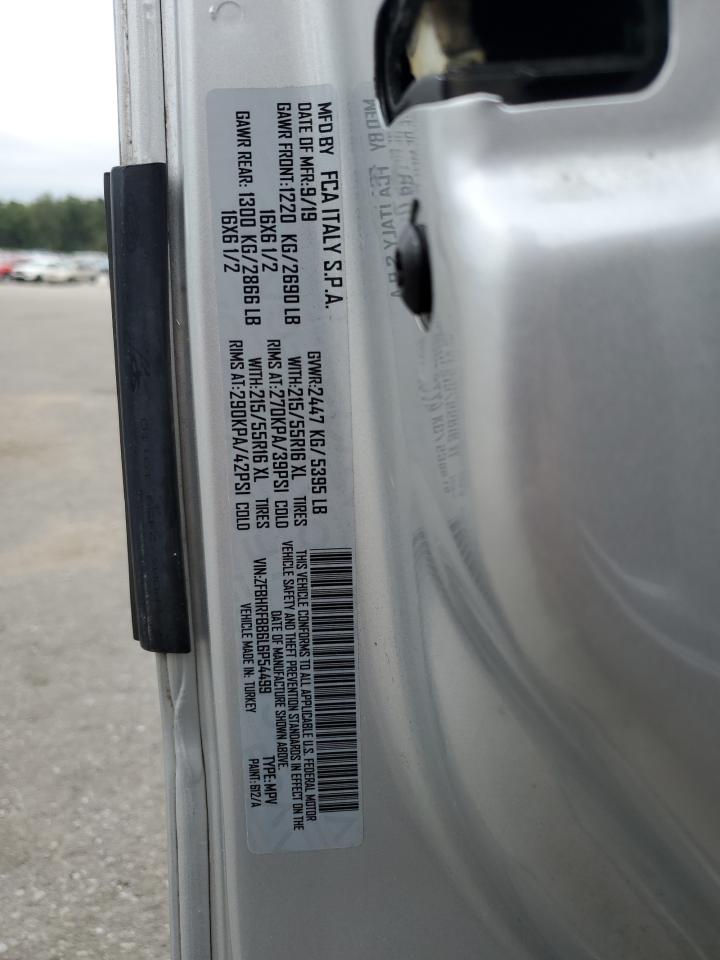 MFD BY FCA ITALY S.P.A.
DATE OF MFR:9/19 GVWR:2447 KG/5395 LB
GAWR FRONT:1220 KG/2690 LB WITH:215/55R16 XL TIRES
16X6 1/2 RIMS AT:270KPA/39PSI COLD
GAWR REAR:1300 KG/2866 LB WITH:215/55R16 XL TIRES
16X6 1/2 RIMS AT:290KPA/42PSI COLD
THIS VEHICLE CONFORMS TO ALL APPLICABLE U.S. FEDERAL MOTOR
VEHICLE SAFETY AND THEFT PREVENTION STANDARDS IN EFFECT ON THE
DATE OF MANUFACTURE SHOWN ABOVE.
VIN:ZFBHRFBB6L6P54499 TYPE:MPV
VEHICLE MADE IN: TURKEY PAINT:612/A